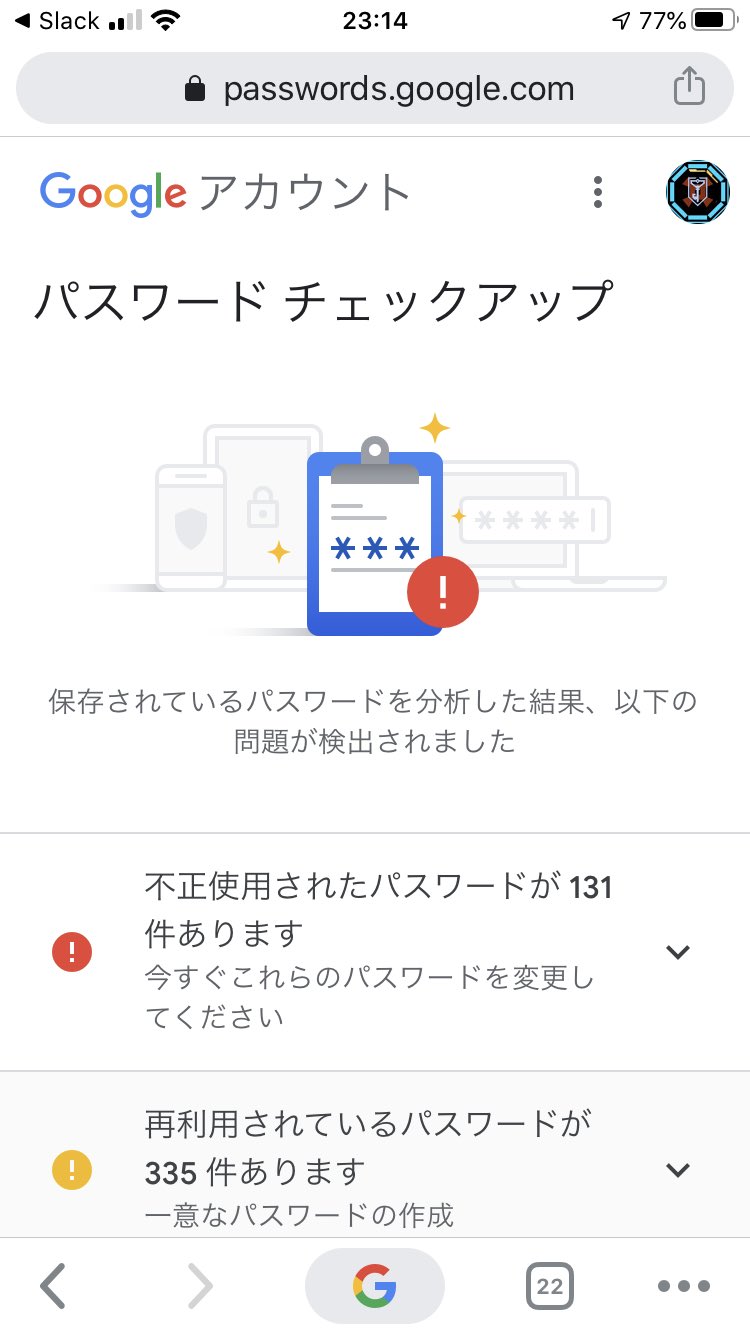 ◀ Slack 23:14 77%
passwords.google.com
Google アカウント
パスワード チェックアップ
***
****
保存されているパスワードを分析した結果、以下の
問題が検出されました
不正使用されたパスワードが 131
件あります
今すぐこれらのパスワードを変更し
てください
再利用されているパスワードが
335 件あります
一意なパスワードの作成
G
22